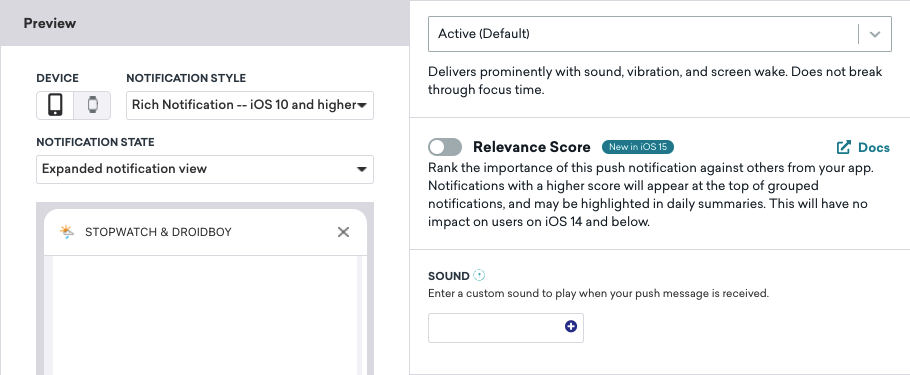 Preview
DEVICE
NOTIFICATION STYLE
Rich Notification -- iOS 10 and higher
NOTIFICATION STATE
Expanded notification view
STOPWATCH & DROIDBOY
Active (Default)
Delivers prominently with sound, vibration, and screen wake. Does not break
through focus time.
Relevance Score New in iOS 15 Docs
Rank the importance of this push notification against others from your app.
Notifications with a higher score will appear at the top of grouped
notifications, and may be highlighted in daily summaries. This will have no
impact on users on iOS 14 and below.
SOUND
Enter a custom sound to play when your push message is received.